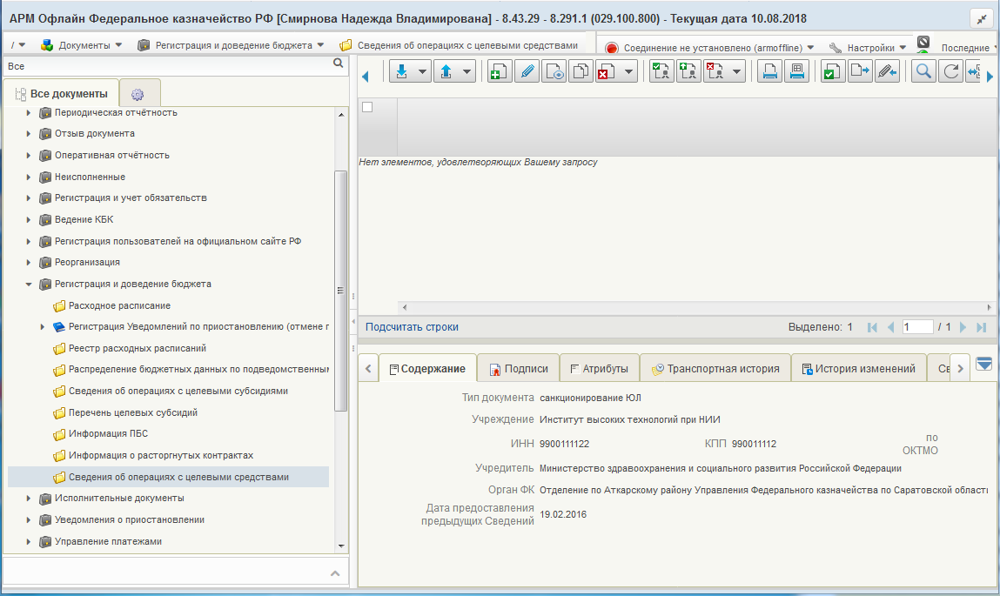 АРМ Офлайн Федеральное казначейство РФ [Смирнова Надежда Владимировна] - 8.43.29 - 8.291.1 (029.100.800) - Текущая дата 10.08.2018
/ Документы Регистрация и доведение бюджета Сведения об операциях с целевыми средствами Соединение не установлено (armoffline) Настройки Последние
Все
Все документы
Периодическая отчётность
Отзыв документа
Оперативная отчётность
Неисполненные
Регистрация и учет обязательств
Ведение КБК
Регистрация пользователей на официальном сайте РФ
Реорганизация
Регистрация и доведение бюджета
Расходное расписание
Регистрация Уведомлений по приостановлению (отмене г
Реестр расходных расписаний
Распределение бюджетных данных по подведомственным
Сведения об операциях с целевыми субсидиями
Перечень целевых субсидий
Информация ПБС
Информация о расторгнутых контрактах
Сведения об операциях с целевыми средствами
Исполнительные документы
Уведомления о приостановлении
Управление платежами
Нет элементов, удовлетворяющих Вашему запросу
Подсчитать строки
Выделено: 1
1 / 1
Содержание Подписи Атрибуты Транспортная история История изменений Св
Тип документа санкционирование ЮЛ
Учреждение Институт высоких технологий при НИИ
ИНН 9900111122 КПП 990011112 по
ОКТМО
Учредитель Министерство здравоохранения и социального развития Российской Федерации
Орган ФК Отделение по Аткарскому району Управления Федерального казначейства по Саратовской област
Дата предоставления
предыдущих Сведений 19.02.2016